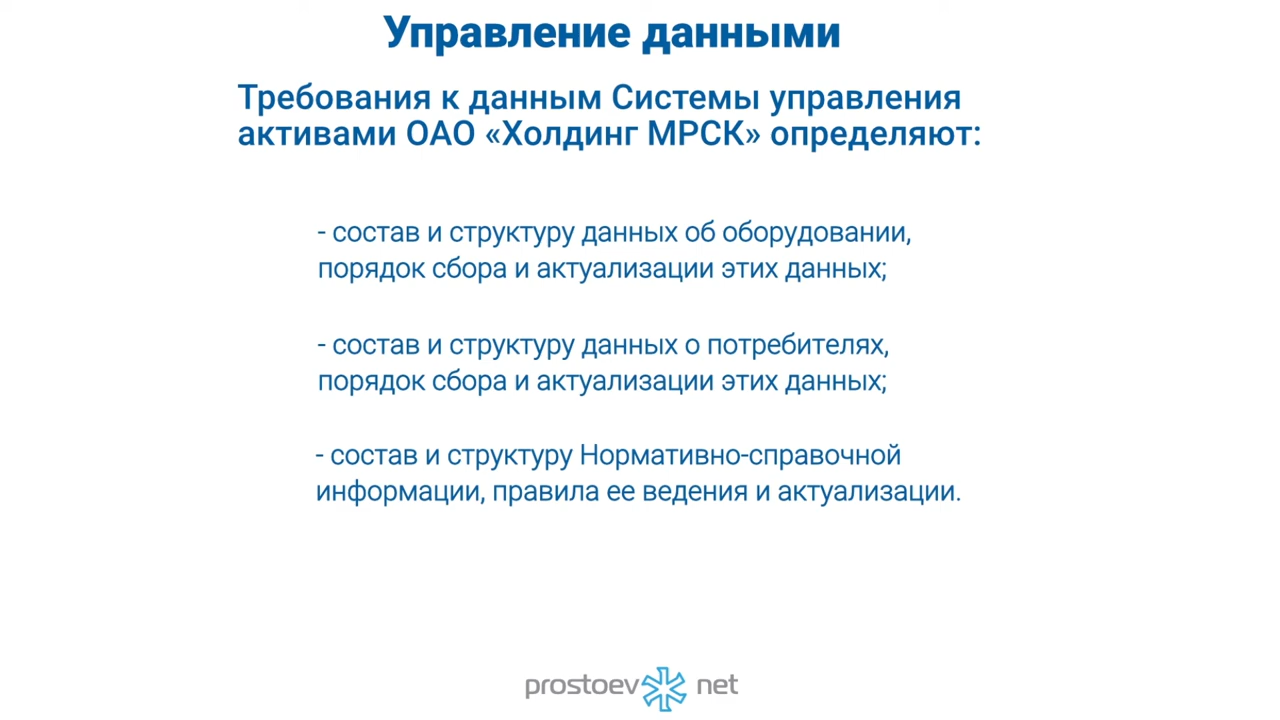 Управление данными
Требования к данным Системы управления
активами ОАО «Холдинг МРСК» определяют:
- состав и структуру данных об оборудовании,
порядок сбора и актуализации этих данных;
- состав и структуру данных о потребителях,
порядок сбора и актуализации этих данных;
- состав и структуру Нормативно-справочной
информации, правила ее ведения и актуализации.
prostoev net